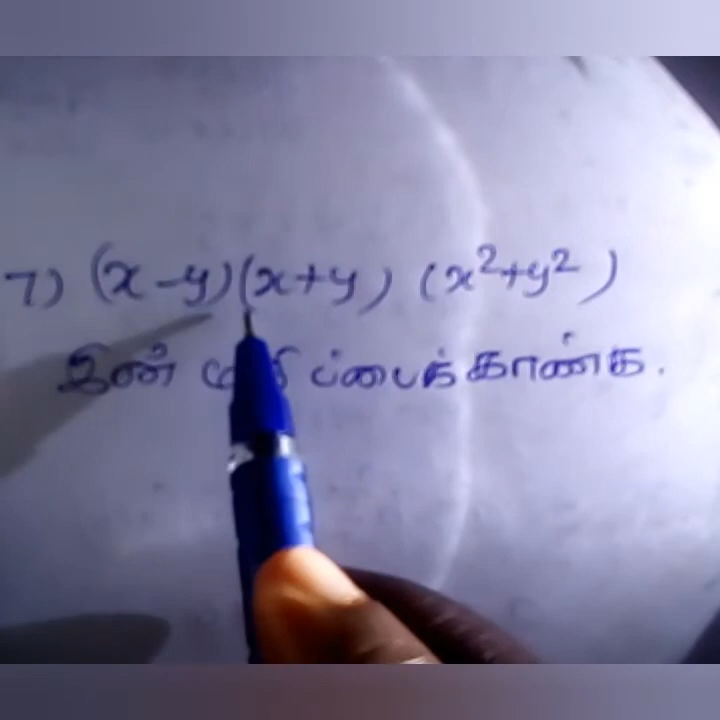 7) (x-y)(x+y) (x²+y²)
இன் காண்க.